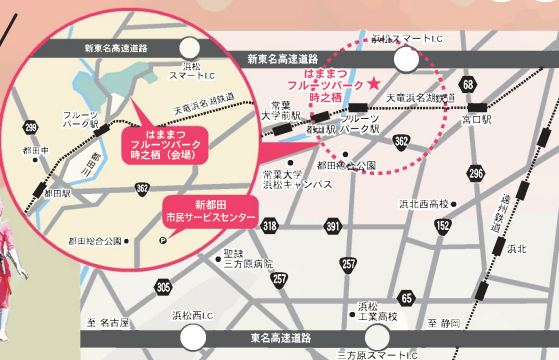 新東名高速道路
浜松
スマートI.C
天竜浜名湖鉄道
フルーツ
パーク駅
はままつ
フルーツパーク
時之栖(会場)
299
都田中
都田川
都田駅
362
新都田
市民サービスセンター
都田総合公園
P
新東名高速道路
浜松スマートI.C
はままつ
フルーツパーク
時之栖
天竜浜名湖鉄道
68
常葉
大学前駅
都田駅
フルーツ
パーク駅
宮口駅
362
都田総合公園
常葉大学
浜松キャンパス
296
遠州鉄道
浜北西高校
318
391
152
浜北
聖隷
三方原病院
257
257
305
65
浜松
工業高校
至 名古屋
浜松西I.C
至 静岡
東名高速道路
三方原スマートI.C